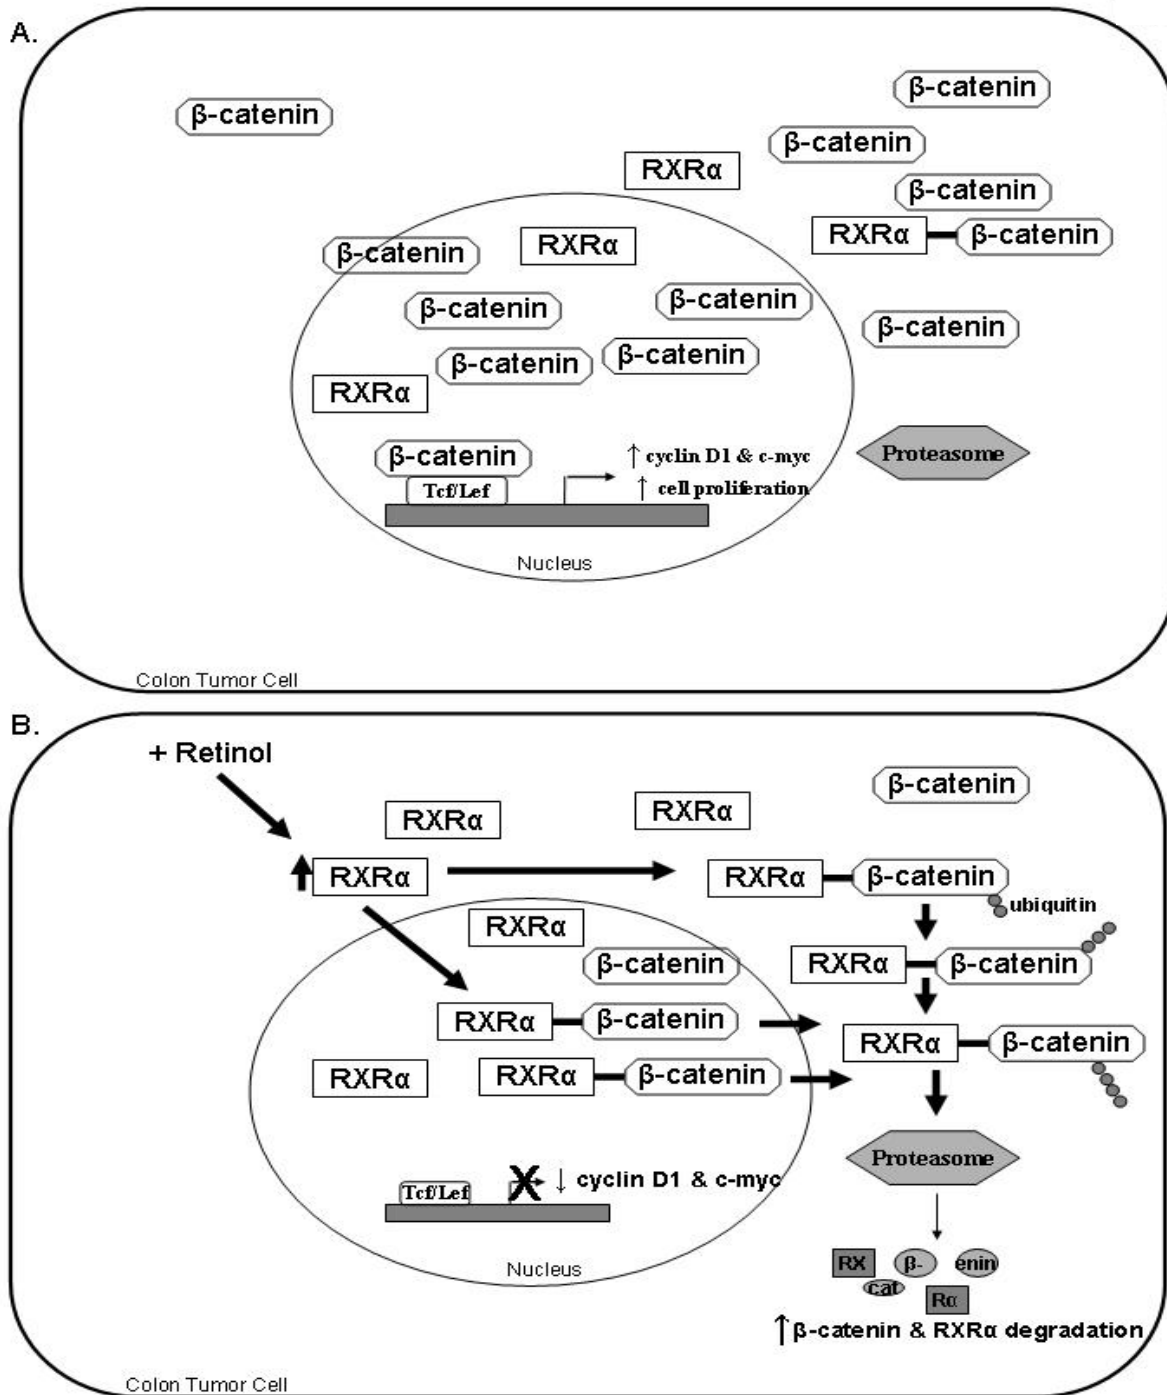 A.
β-catenin
β-catenin
β-catenin
RXRα
β-catenin
RXRα
β-catenin
β-catenin
RXRα
β-catenin
β-catenin
β-catenin
β-catenin
β-catenin
RXRα
β-catenin
↑ cyclin D1 & c-myc
Tcf/Lef
↑ cell proliferation
Proteasome
Nucleus
Colon Tumor Cell
B.
+ Retinol
β-catenin
RXRα
RXRα
RXRα
RXRα
β-catenin
ubiquitin
RXRα
β-catenin
RXRα
β-catenin
RXRα
β-catenin
RXRα
β-catenin
RXRα
RXRα
β-catenin
Proteasome
Tcf/Lef
X
↓ cyclin D1 & c-myc
Nucleus
RX
β-
enin
cat
Rα
↑β-catenin & RXRα degradation
Colon Tumor Cell